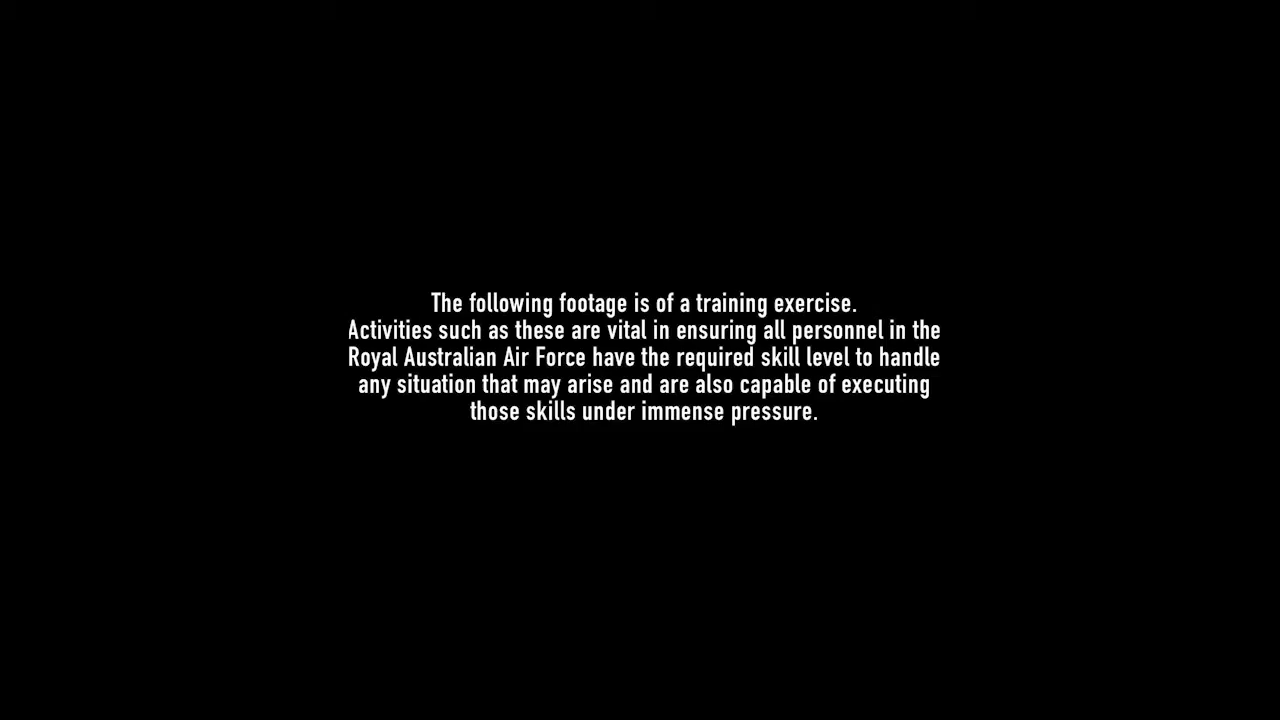 The following footage is of a training exercise.
Activities such as these are vital in ensuring all personnel in the
Royal Australian Air Force have the required skill level to handle
any situation that may arise and are also capable of executing
those skills under immense pressure.